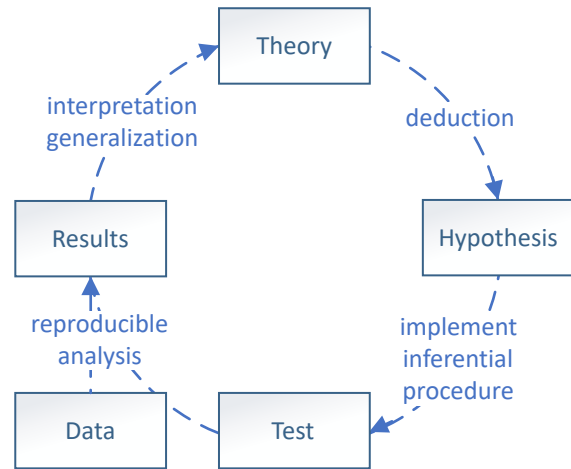 Theory
interpretation
generalization
deduction
Results
Hypothesis
reproducible
analysis
implement
inferential
procedure
Data
Test